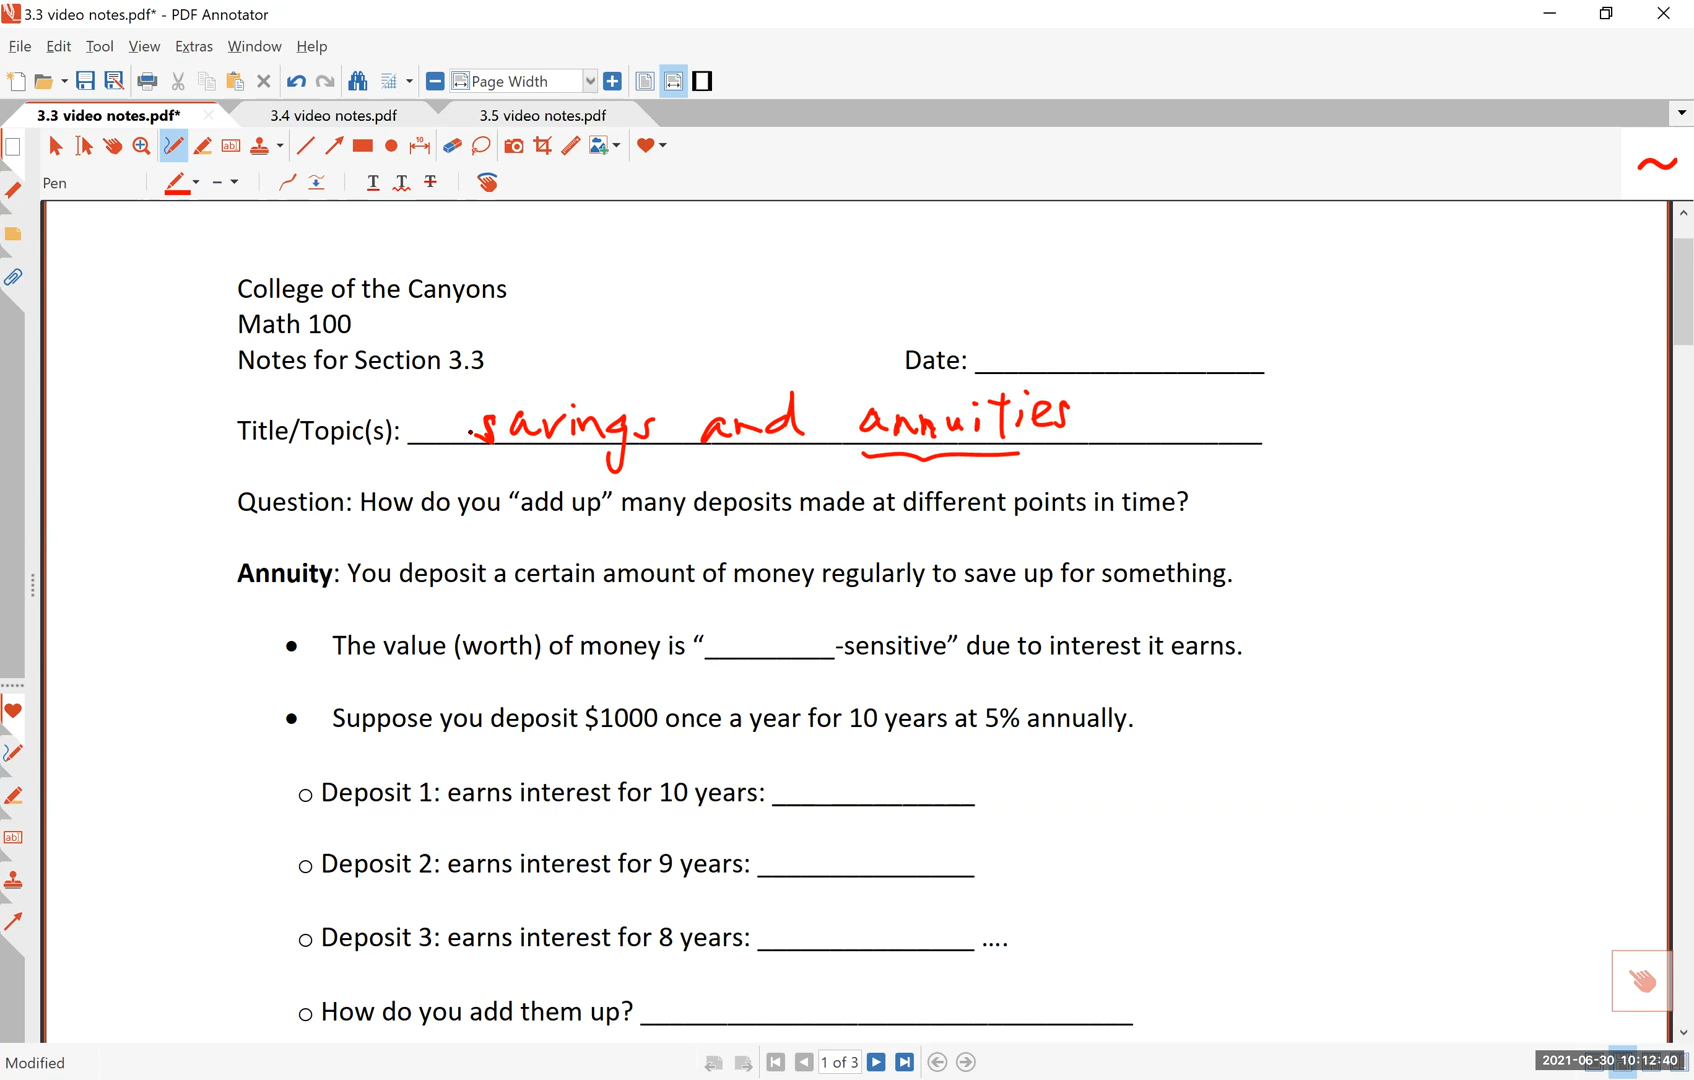 3.3 video notes.pdf* - PDF Annotator
File Edit Tool View Extras Window Help
Page Width
3.3 video notes.pdf* 3.4 video notes.pdf 3.5 video notes.pdf
Pen
College of the Canyons
Math 100
Notes for Section 3.3 Date: ____________________
Title/Topic(s): savings and annuities
Question: How do you “add up” many deposits made at different points in time?
Annuity: You deposit a certain amount of money regularly to save up for something.
• The value (worth) of money is “_________-sensitive” due to interest it earns.
• Suppose you deposit $1000 once a year for 10 years at 5% annually.
o Deposit 1: earns interest for 10 years: ______________
o Deposit 2: earns interest for 9 years: _______________
o Deposit 3: earns interest for 8 years: _______________ ....
o How do you add them up? __________________________________
Modified 1 of 3 2021-06-30 10:12:40